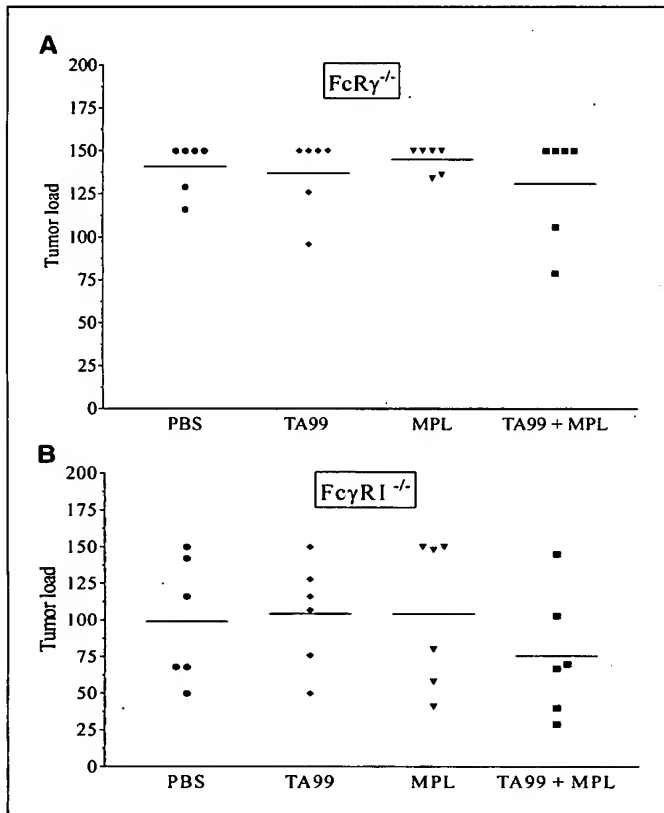 A
FcRγ-/-
Tumor load
200
175
150
125
100
75
50
25
0
PBS TA99 MPL TA99 + MPL
B
FcγRI -/-
Tumor load
200
175
150
125
100
75
50
25
0
PBS TA99 MPL TA99 + MPL